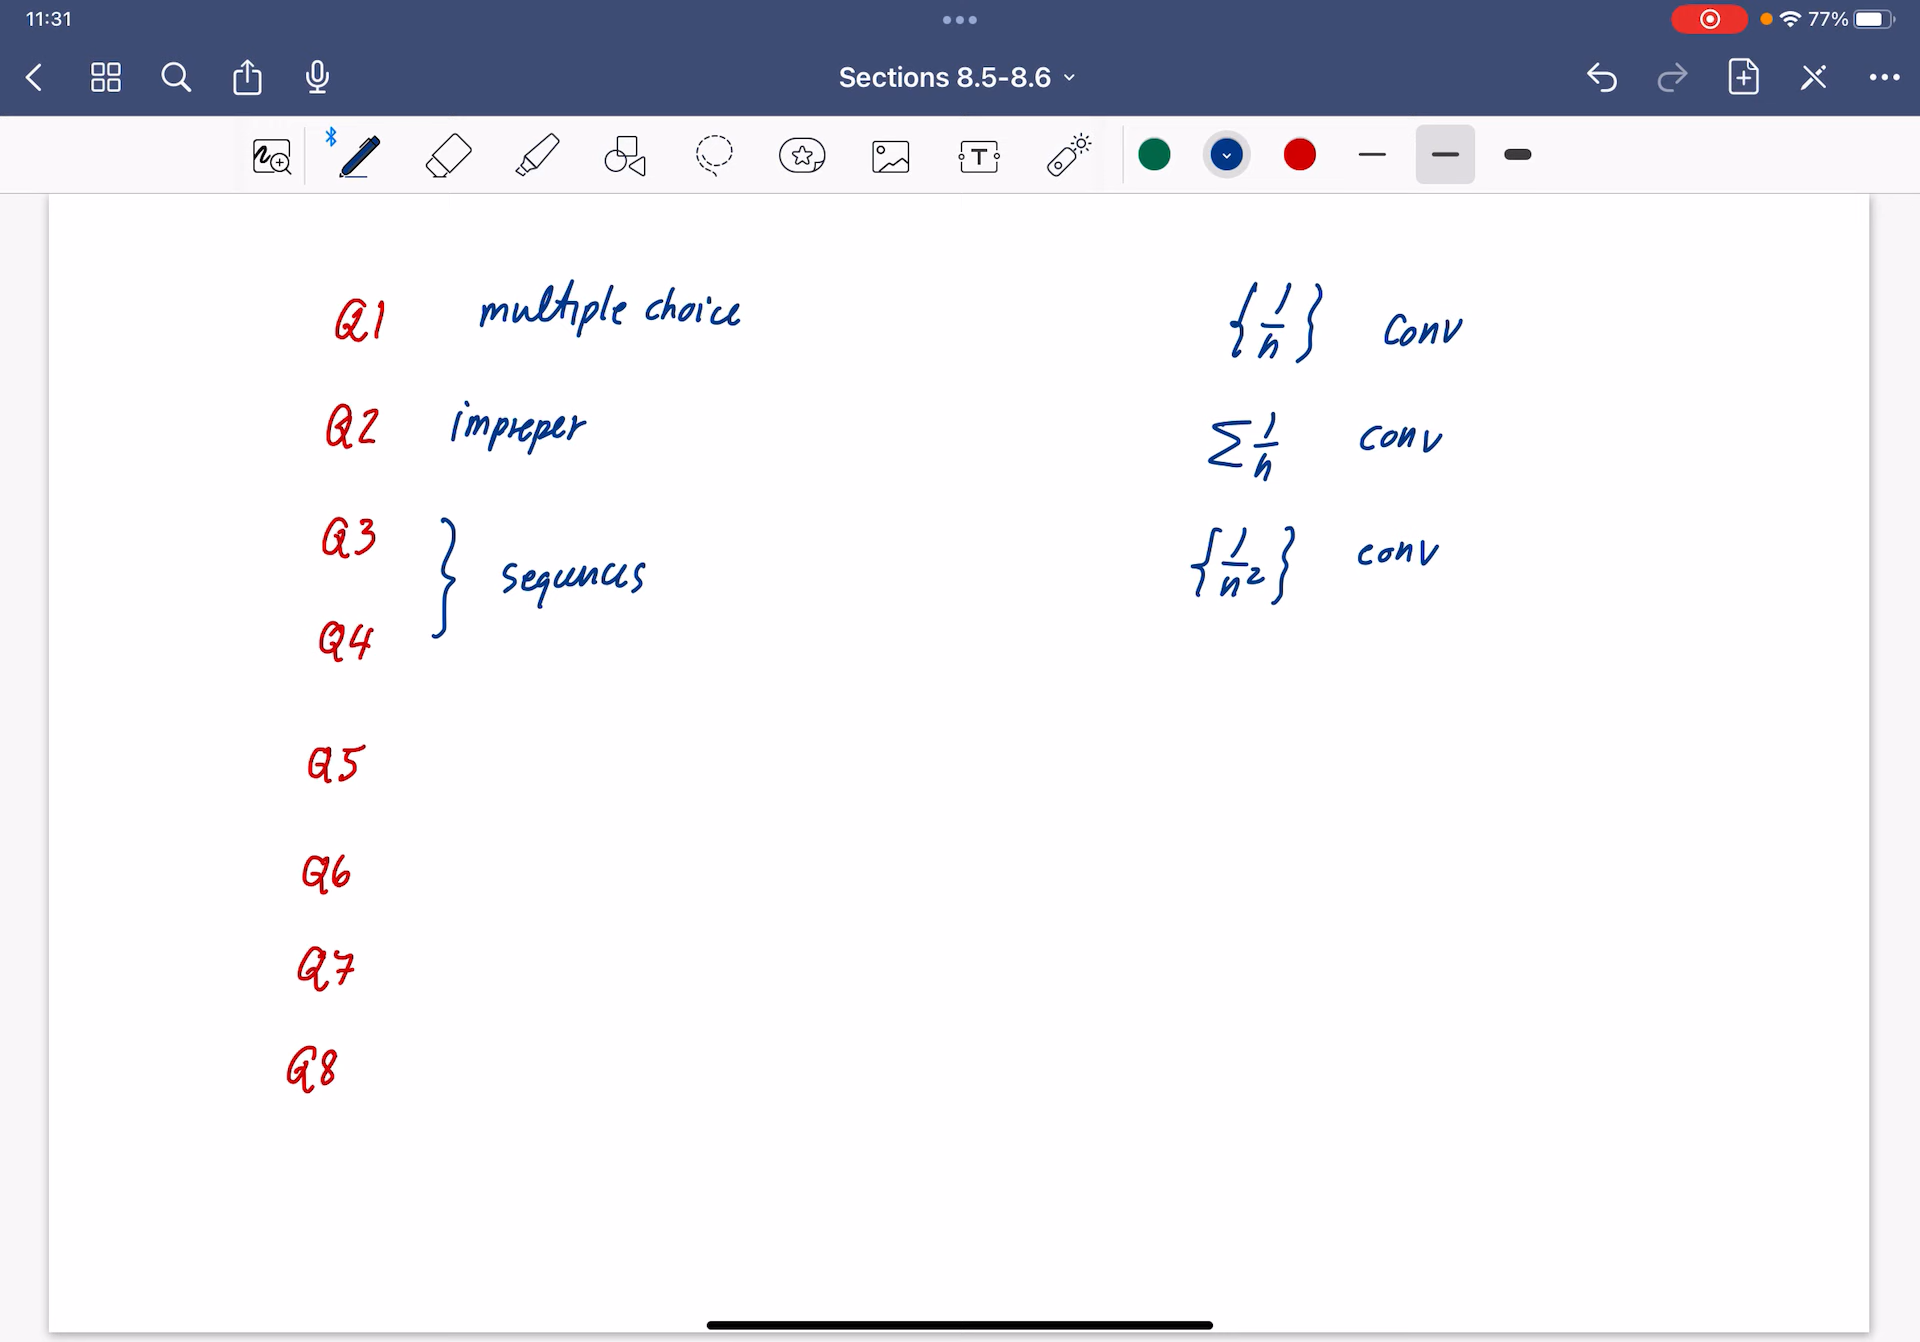 11:31
77%
Sections 8.5-8.6
T
Q1 multiple choice
{1/n} Conv
Q2 improper
∑ 1/n conv
Q3
} sequences
{1/n²} conv
Q4
Q5
Q6
Q7
Q8